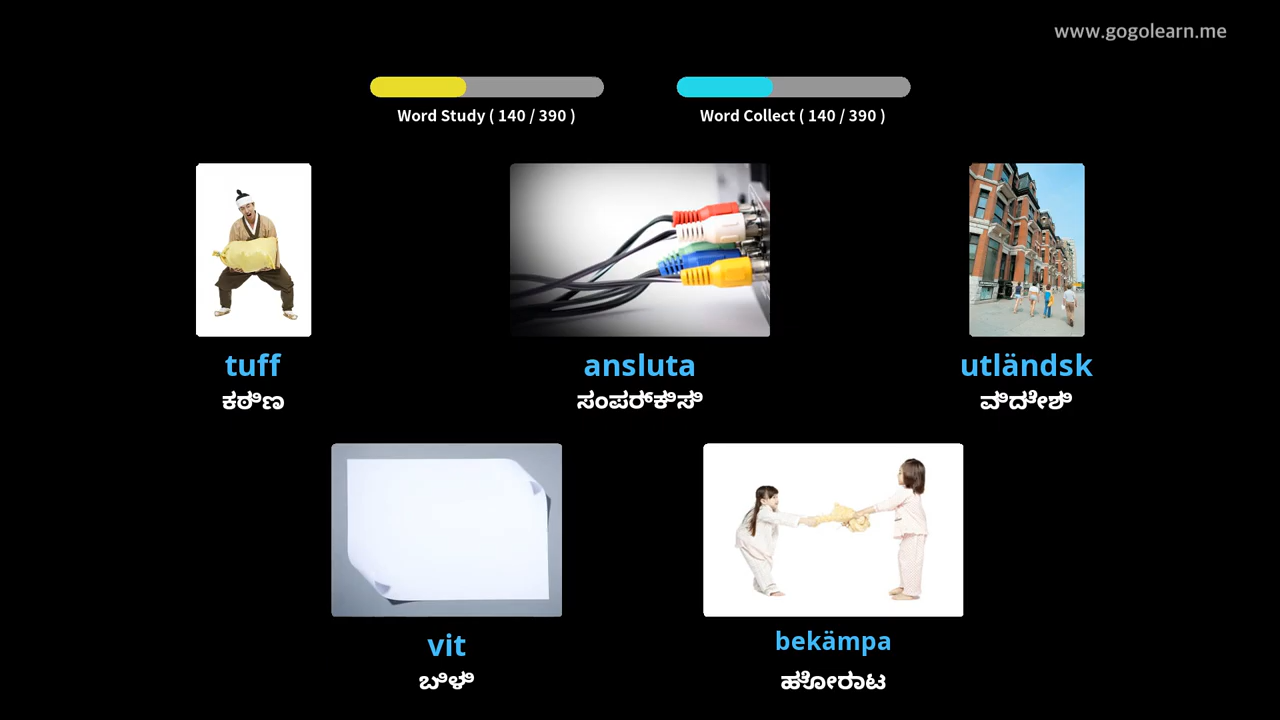 www.gogolearn.me
Word Study ( 140 / 390 )
Word Collect ( 140 / 390 )
tuff
ansluta
utländsk
ಕಠಿಣ
ಸಂಪರ್ಕಿಸಿ
ವಿದೇಶಿ
vit
bekämpa
ಬಿಳಿ
ಹೋರಾಟ